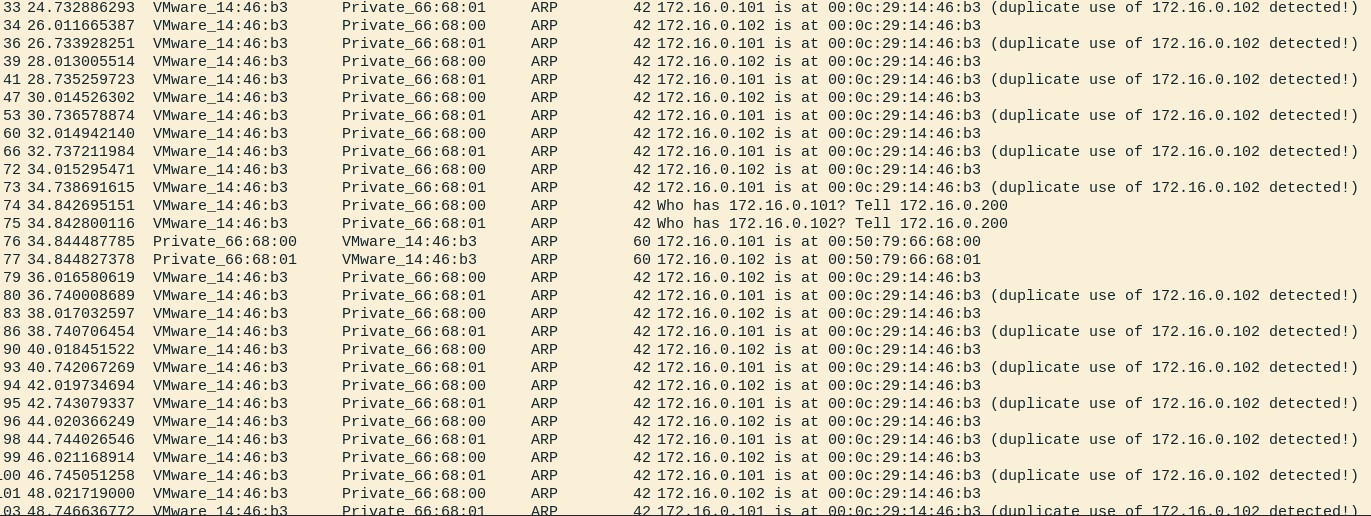 33 24.732886293 VMware_14:46:b3 Private_66:68:01 ARP 42 172.16.0.101 is at 00:0c:29:14:46:b3 (duplicate use of 172.16.0.102 detected!)
34 26.011665387 VMware_14:46:b3 Private_66:68:00 ARP 42 172.16.0.102 is at 00:0c:29:14:46:b3
36 26.733928251 VMware_14:46:b3 Private_66:68:01 ARP 42 172.16.0.101 is at 00:0c:29:14:46:b3 (duplicate use of 172.16.0.102 detected!)
39 28.013005514 VMware_14:46:b3 Private_66:68:00 ARP 42 172.16.0.102 is at 00:0c:29:14:46:b3
41 28.735259723 VMware_14:46:b3 Private_66:68:01 ARP 42 172.16.0.101 is at 00:0c:29:14:46:b3 (duplicate use of 172.16.0.102 detected!)
47 30.014526302 VMware_14:46:b3 Private_66:68:00 ARP 42 172.16.0.102 is at 00:0c:29:14:46:b3
53 30.736578874 VMware_14:46:b3 Private_66:68:01 ARP 42 172.16.0.101 is at 00:0c:29:14:46:b3 (duplicate use of 172.16.0.102 detected!)
60 32.014942140 VMware_14:46:b3 Private_66:68:00 ARP 42 172.16.0.102 is at 00:0c:29:14:46:b3
66 32.737211984 VMware_14:46:b3 Private_66:68:01 ARP 42 172.16.0.101 is at 00:0c:29:14:46:b3 (duplicate use of 172.16.0.102 detected!)
72 34.015295471 VMware_14:46:b3 Private_66:68:00 ARP 42 172.16.0.102 is at 00:0c:29:14:46:b3
73 34.738691615 VMware_14:46:b3 Private_66:68:01 ARP 42 172.16.0.101 is at 00:0c:29:14:46:b3 (duplicate use of 172.16.0.102 detected!)
74 34.842695151 VMware_14:46:b3 Private_66:68:00 ARP 42 Who has 172.16.0.101? Tell 172.16.0.200
75 34.842800116 VMware_14:46:b3 Private_66:68:01 ARP 42 Who has 172.16.0.102? Tell 172.16.0.200
76 34.844487785 Private_66:68:00 VMware_14:46:b3 ARP 60 172.16.0.101 is at 00:50:79:66:68:00
77 34.844827378 Private_66:68:01 VMware_14:46:b3 ARP 60 172.16.0.102 is at 00:50:79:66:68:01
79 36.016580619 VMware_14:46:b3 Private_66:68:00 ARP 42 172.16.0.102 is at 00:0c:29:14:46:b3
80 36.740008689 VMware_14:46:b3 Private_66:68:01 ARP 42 172.16.0.101 is at 00:0c:29:14:46:b3 (duplicate use of 172.16.0.102 detected!)
83 38.017032597 VMware_14:46:b3 Private_66:68:00 ARP 42 172.16.0.102 is at 00:0c:29:14:46:b3
86 38.740706454 VMware_14:46:b3 Private_66:68:01 ARP 42 172.16.0.101 is at 00:0c:29:14:46:b3 (duplicate use of 172.16.0.102 detected!)
90 40.018451522 VMware_14:46:b3 Private_66:68:00 ARP 42 172.16.0.102 is at 00:0c:29:14:46:b3
93 40.742067269 VMware_14:46:b3 Private_66:68:01 ARP 42 172.16.0.101 is at 00:0c:29:14:46:b3 (duplicate use of 172.16.0.102 detected!)
94 42.019734694 VMware_14:46:b3 Private_66:68:00 ARP 42 172.16.0.102 is at 00:0c:29:14:46:b3
95 42.743079337 VMware_14:46:b3 Private_66:68:01 ARP 42 172.16.0.101 is at 00:0c:29:14:46:b3 (duplicate use of 172.16.0.102 detected!)
96 44.020366249 VMware_14:46:b3 Private_66:68:00 ARP 42 172.16.0.102 is at 00:0c:29:14:46:b3
98 44.744026546 VMware_14:46:b3 Private_66:68:01 ARP 42 172.16.0.101 is at 00:0c:29:14:46:b3 (duplicate use of 172.16.0.102 detected!)
99 46.021168914 VMware_14:46:b3 Private_66:68:00 ARP 42 172.16.0.102 is at 00:0c:29:14:46:b3
100 46.745051258 VMware_14:46:b3 Private_66:68:01 ARP 42 172.16.0.101 is at 00:0c:29:14:46:b3 (duplicate use of 172.16.0.102 detected!)
101 48.021719000 VMware_14:46:b3 Private_66:68:00 ARP 42 172.16.0.102 is at 00:0c:29:14:46:b3
03 48.746636772 VMware_14:46:b3 Private_66:68:01 ARP 42 172.16.0.101 is at 00:0c:29:14:46:b3 (duplicate use of 172.16.0.102 detected!)